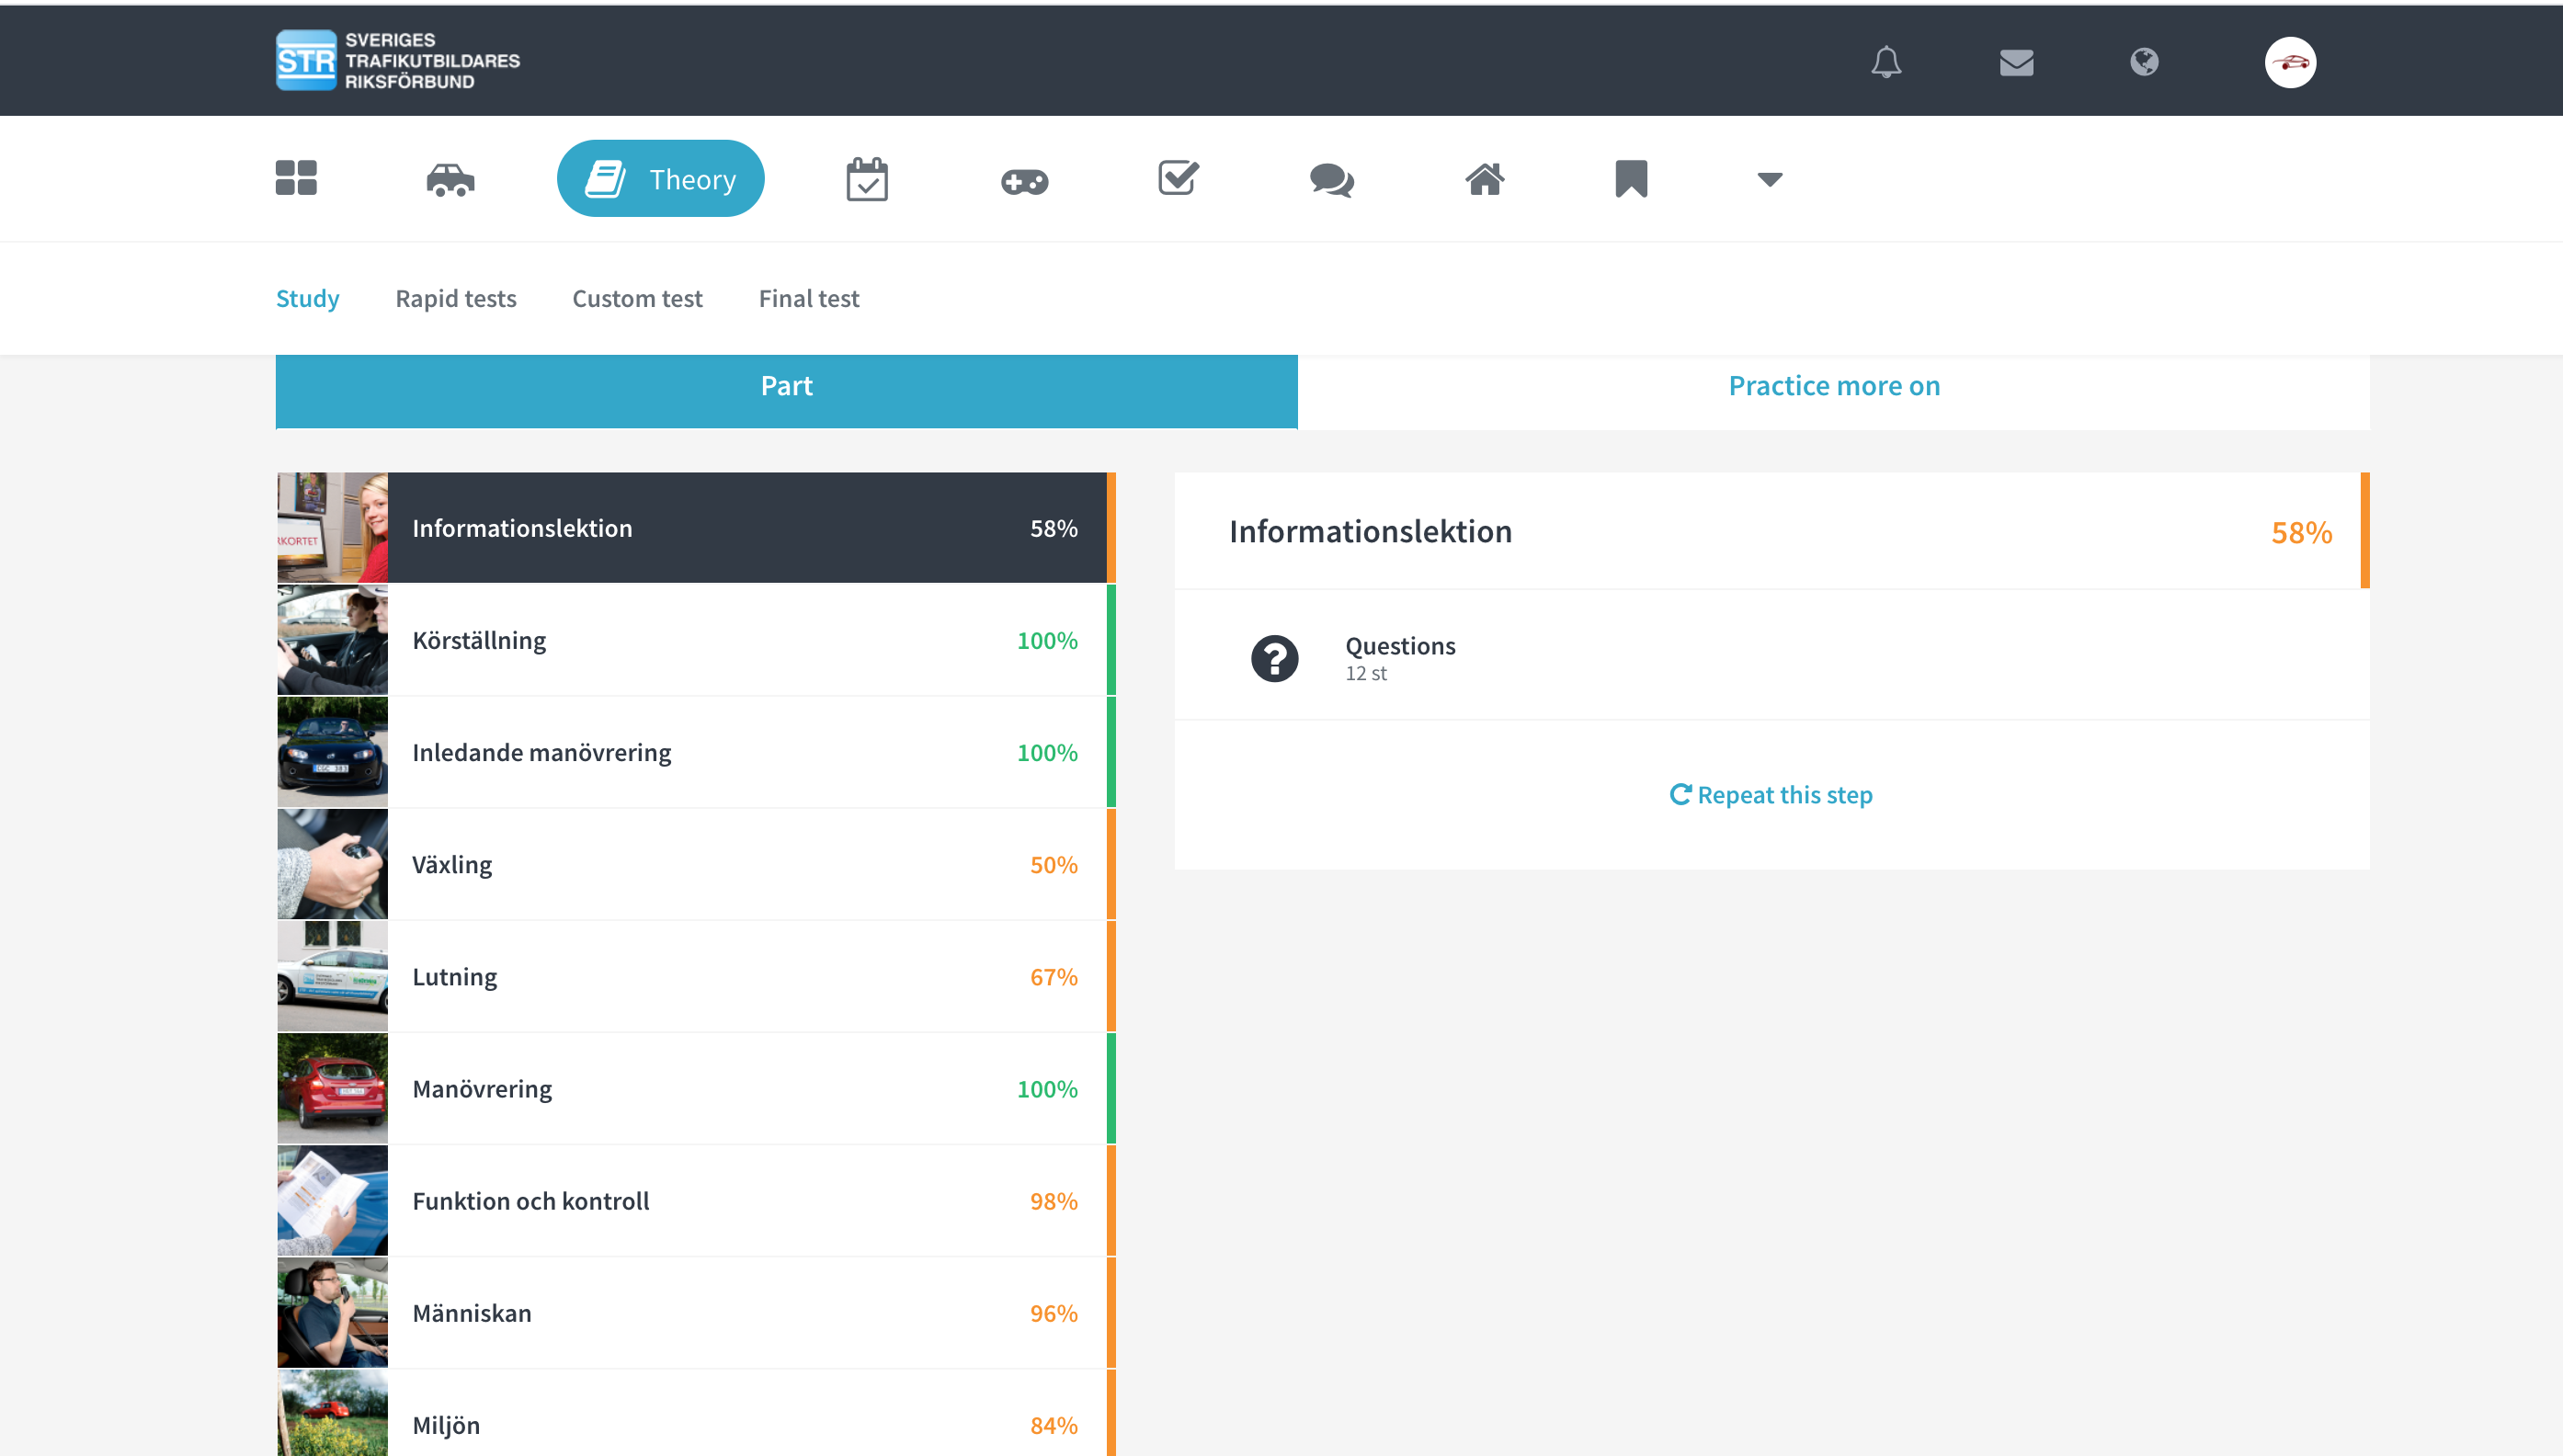 STR
SVERIGES
TRAFIKUTBILDARES
RIKSFÖRBUND
Theory
Study
Rapid tests
Custom test
Final test
Part
Practice more on
Informationslektion
58%
Körställning
100%
Inledande manövrering
100%
Växling
50%
Lutning
67%
Manövrering
100%
Funktion och kontroll
98%
Människan
96%
Miljön
84%
Informationslektion
58%
Questions
12 st
Repeat this step